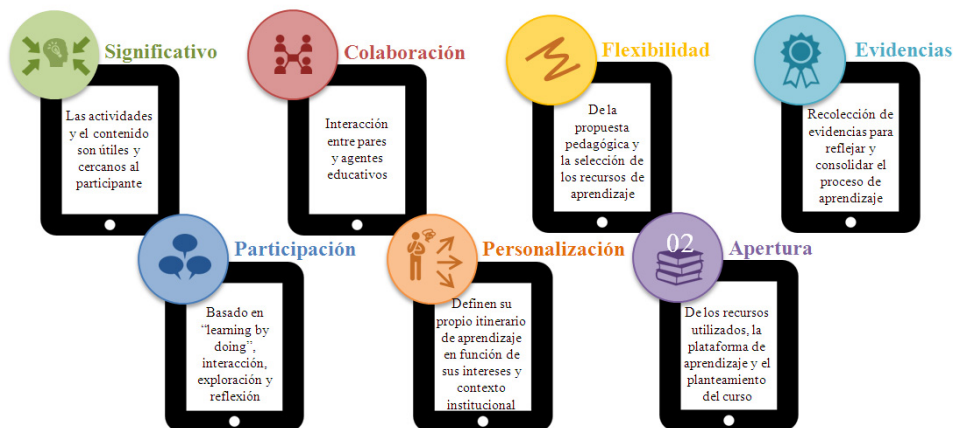 Significativo
Las actividades
y el contenido
son útiles y
cercanos al
participante
Colaboración
Interacción
entre pares
y agentes
educativos
Flexibilidad
De la
propuesta
pedagógica y
la selección de
los recursos de
aprendizaje
Evidencias
Recolección de
evidencias para
reflejar y
consolidar el
proceso de
aprendizaje
Participación
Basado en
“learning by
doing”,
interacción,
exploración y
reflexión
Personalización
Definen su
propio itinerario
de aprendizaje
en función de
sus intereses y
contexto
institucional
02
Apertura
De los recursos
utilizados, la
plataforma de
aprendizaje y el
planteamiento
del curso